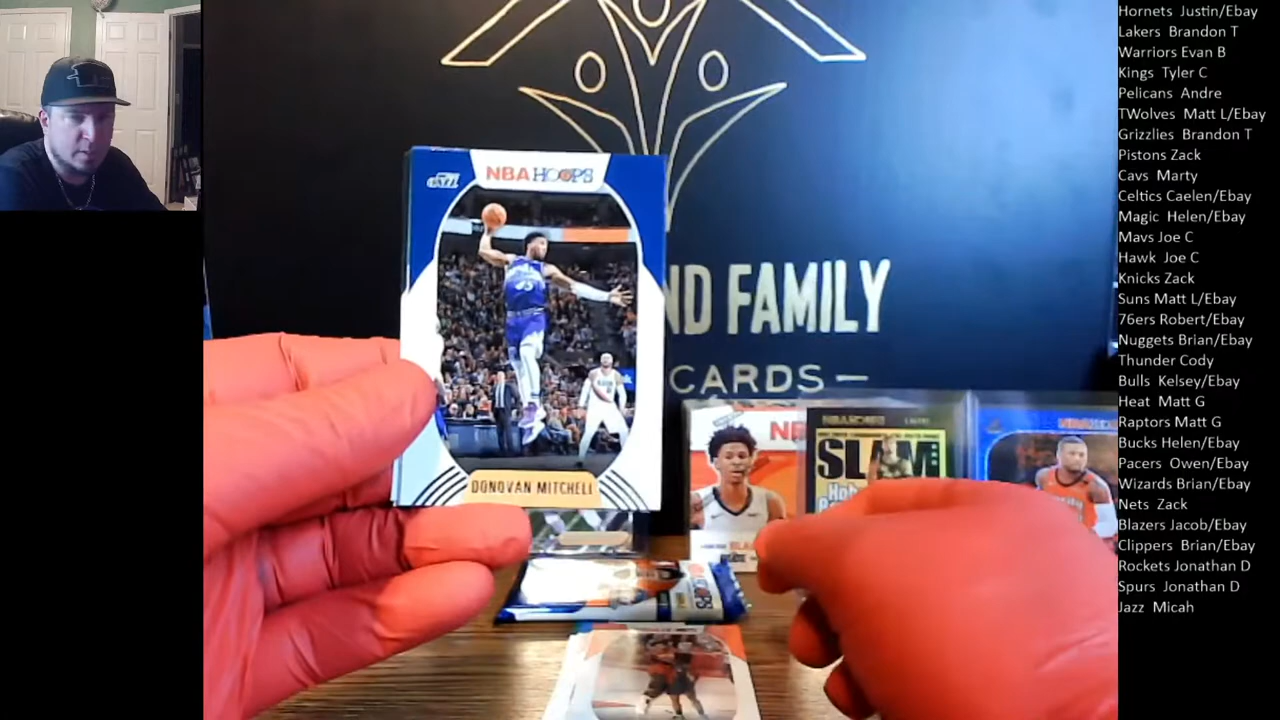 NBA HOOPS
JAZZ
DONOVAN MITCHELL
ND FAMILY
CARDS
NB
SLAM
HOOPS
Hornets Justin/Ebay
Lakers Brandon T
Warriors Evan B
Kings Tyler C
Pelicans Andre
TWolves Matt L/Ebay
Grizzlies Brandon T
Pistons Zack
Cavs Marty
Celtics Caelen/Ebay
Magic Helen/Ebay
Mavs Joe C
Hawk Joe C
Knicks Zack
Suns Matt L/Ebay
76ers Robert/Ebay
Nuggets Brian/Ebay
Thunder Cody
Bulls Kelsey/Ebay
Heat Matt G
Raptors Matt G
Bucks Helen/Ebay
Pacers Owen/Ebay
Wizards Brian/Ebay
Nets Zack
Blazers Jacob/Ebay
Clippers Brian/Ebay
Rockets Jonathan D
Spurs Jonathan D
Jazz Micah